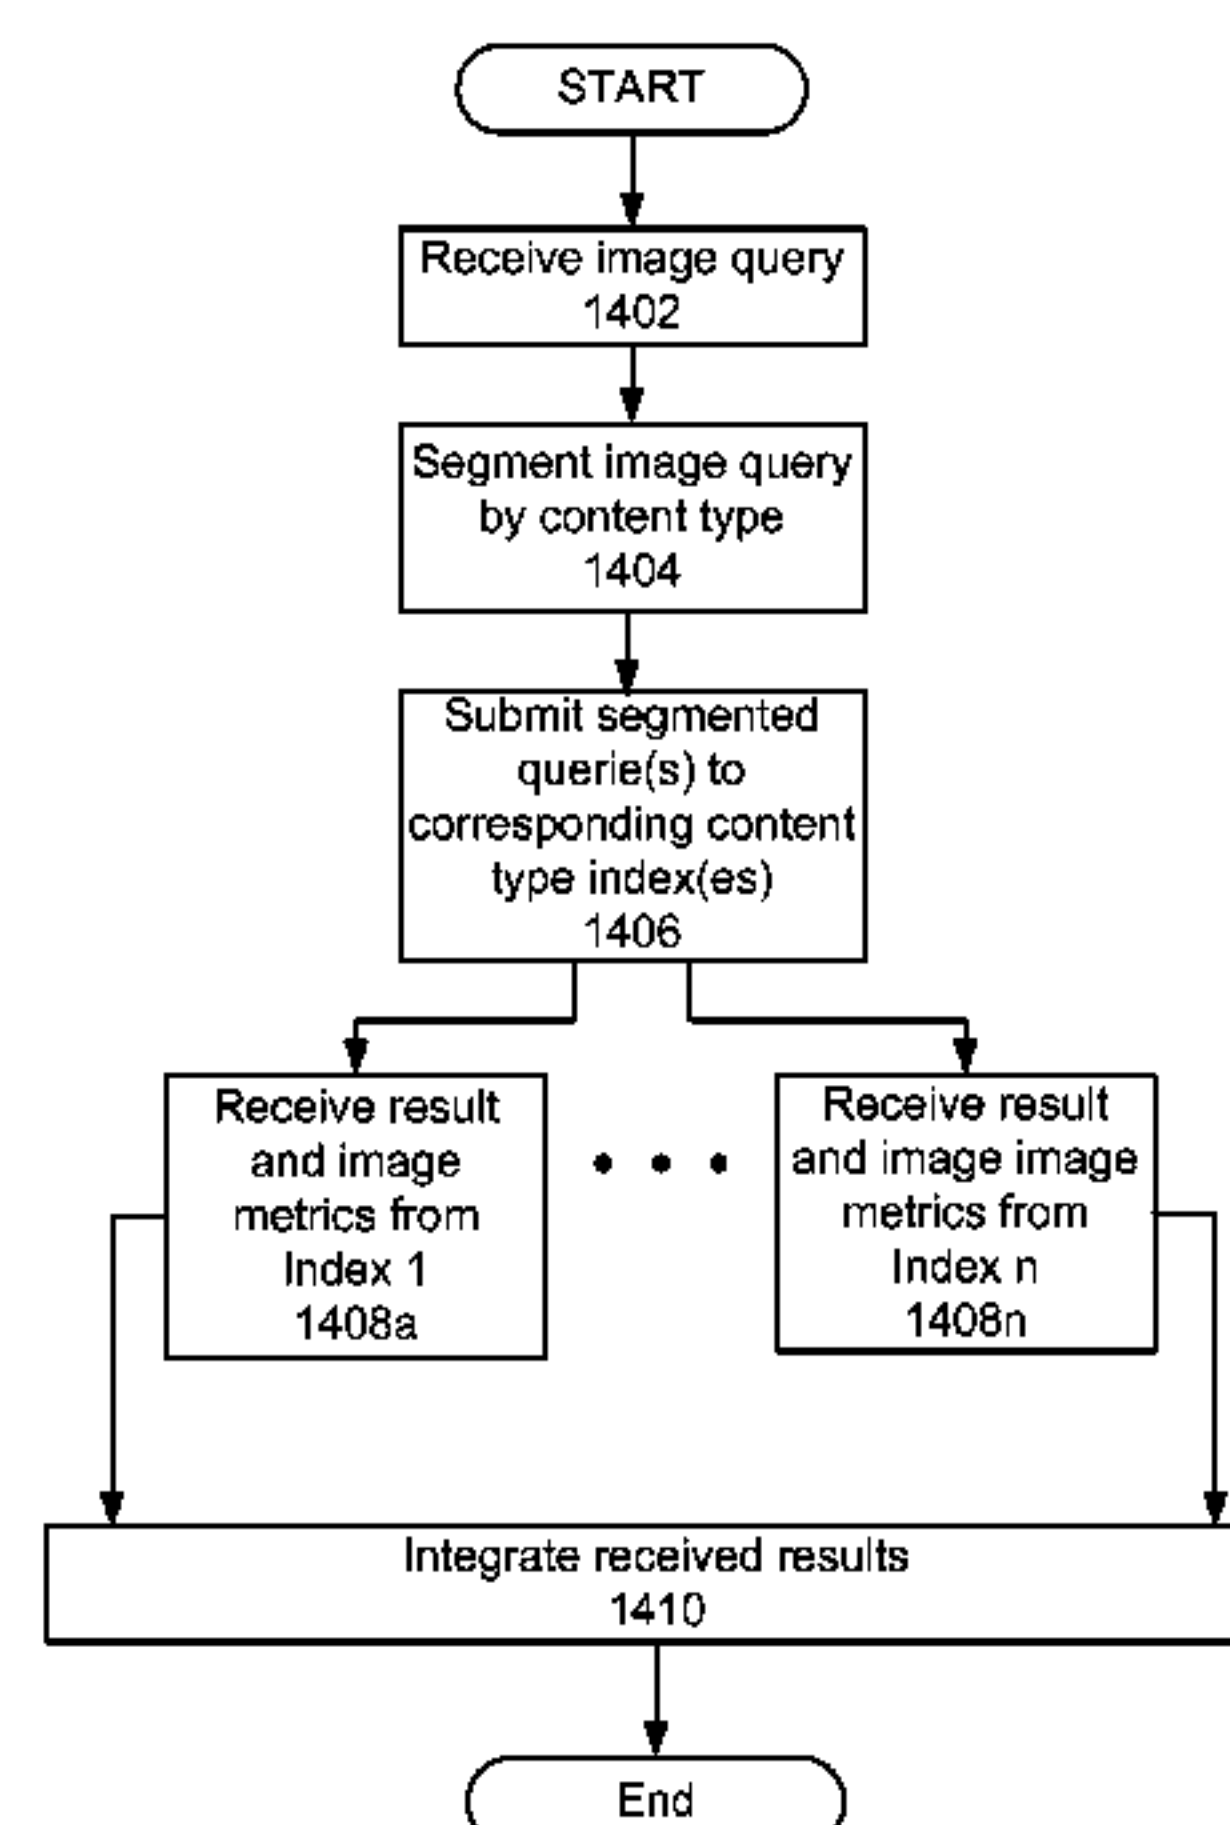 START
Receive image query
1402
Segment image query
by content type
1404
Submit segmented
querie(s) to
corresponding content
type index(es)
1406
Receive result
and image
metrics from
Index 1
1408a
Receive result
and image image
metrics from
Index n
1408n
Integrate received results
1410
End